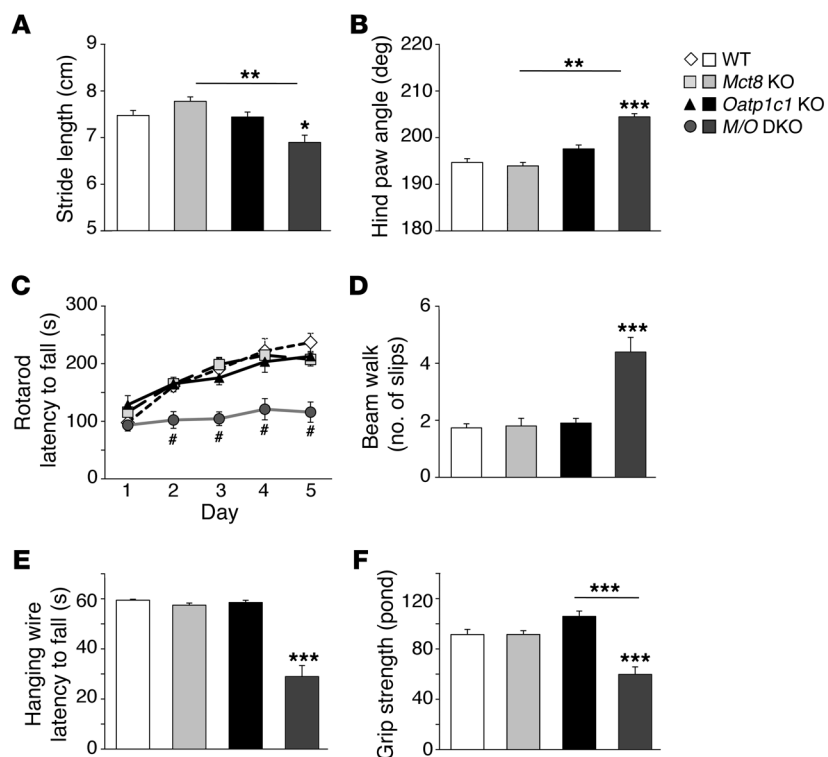 A
Stride length (cm)
9
8
7
6
5
**
*
B
Hind paw angle (deg)
220
210
200
190
180
**
***
WT
Mct8 KO
Oatp1c1 KO
M/O DKO
C
Rotarod
latency to fall (s)
300
200
100
0
# # # #
1 2 3 4 5
Day
D
Beam walk
(no. of slips)
6
4
2
0
***
E
Hanging wire
latency to fall (s)
60
40
20
0
***
F
Grip strength (pond)
120
80
40
0
***
***